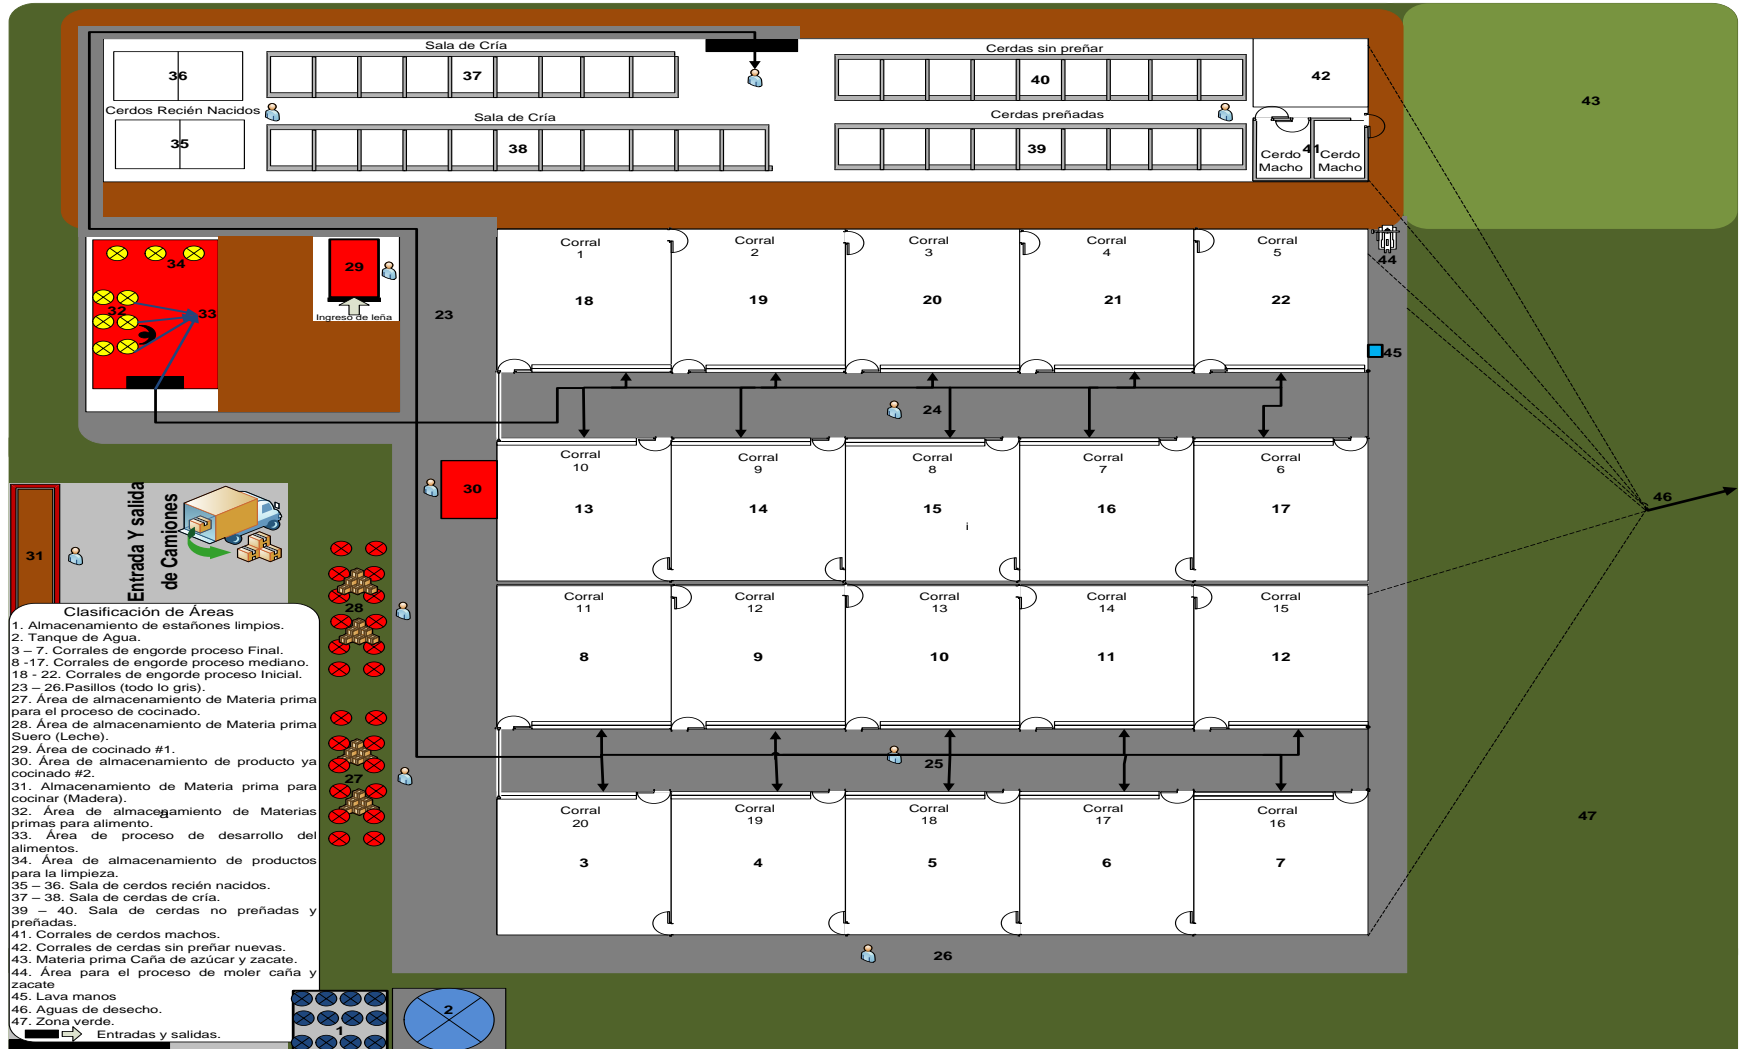 Sala de Cría
Cerdas sin preñar
36
37
40
42
43
Cerdos Recién Nacidos
Sala de Cría
Cerdas preñadas
35
38
39
41
Cerdo
Macho
Cerdo
Macho
34
29
32
33
Ingreso de leña
23
Corral
1
18
Corral
2
19
Corral
3
20
Corral
4
21
Corral
5
22
44
45
24
30
Corral
10
13
Corral
9
14
Corral
8
15
i
Corral
7
16
Corral
6
17
46
31
Entrada Y salida
de Camiones
28
Corral
11
8
Corral
12
9
Corral
13
10
Corral
14
11
Corral
15
12
27
25
Corral
20
3
Corral
19
4
Corral
18
5
Corral
17
6
Corral
16
7
47
26
Clasificación de Áreas
1. Almacenamiento de estañones limpios.
2. Tanque de Agua.
3 – 7. Corrales de engorde proceso Final.
8 -17. Corrales de engorde proceso mediano.
18 - 22. Corrales de engorde proceso Inicial.
23 – 26.Pasillos (todo lo gris).
27. Área de almacenamiento de Materia prima
para el proceso de cocinado.
28. Área de almacenamiento de Materia prima
Suero (Leche).
29. Área de cocinado #1.
30. Área de almacenamiento de producto ya
cocinado #2.
31. Almacenamiento de Materia prima para
cocinar (Madera).
32. Área de almacenamiento de Materias
primas para alimento.
33. Área de proceso de desarrollo del
alimentos.
34. Área de almacenamiento de productos
para la limpieza.
35 – 36. Sala de cerdos recién nacidos.
37 – 38. Sala de cerdas de cría.
39 – 40. Sala de cerdas no preñadas y
preñadas.
41. Corrales de cerdos machos.
42. Corrales de cerdas sin preñar nuevas.
43. Materia prima Caña de azúcar y zacate.
44. Área para el proceso de moler caña y
zacate
45. Lava manos
46. Aguas de desecho.
47. Zona verde.
Entradas y salidas.
1
2